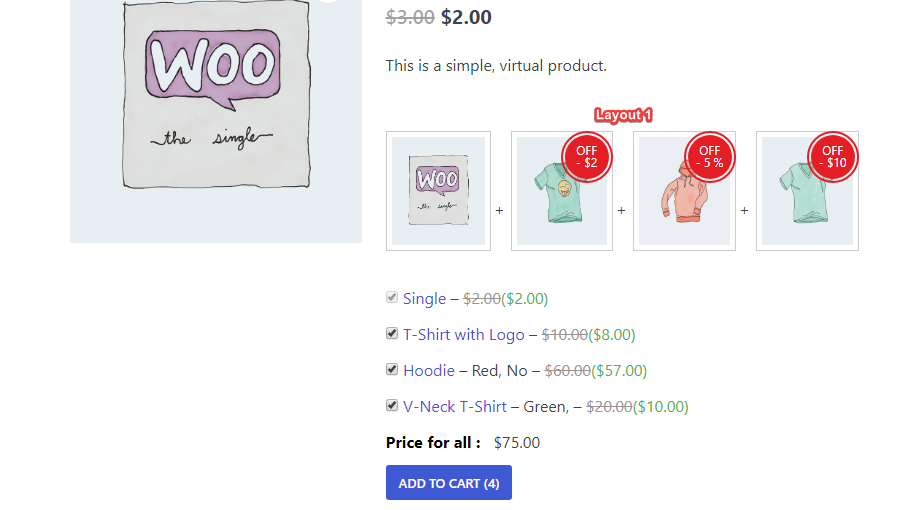 WOO
the single
$3.00 $2.00
This is a simple, virtual product.
Layout 1
WOO
the single
+
OFF
- $2
+
OFF
- 5 %
+
OFF
- $10
Single – $2.00($2.00)
T-Shirt with Logo – $10.00($8.00)
Hoodie – Red, No – $60.00($57.00)
V-Neck T-Shirt – Green, – $20.00($10.00)
Price for all : $75.00
ADD TO CART (4)